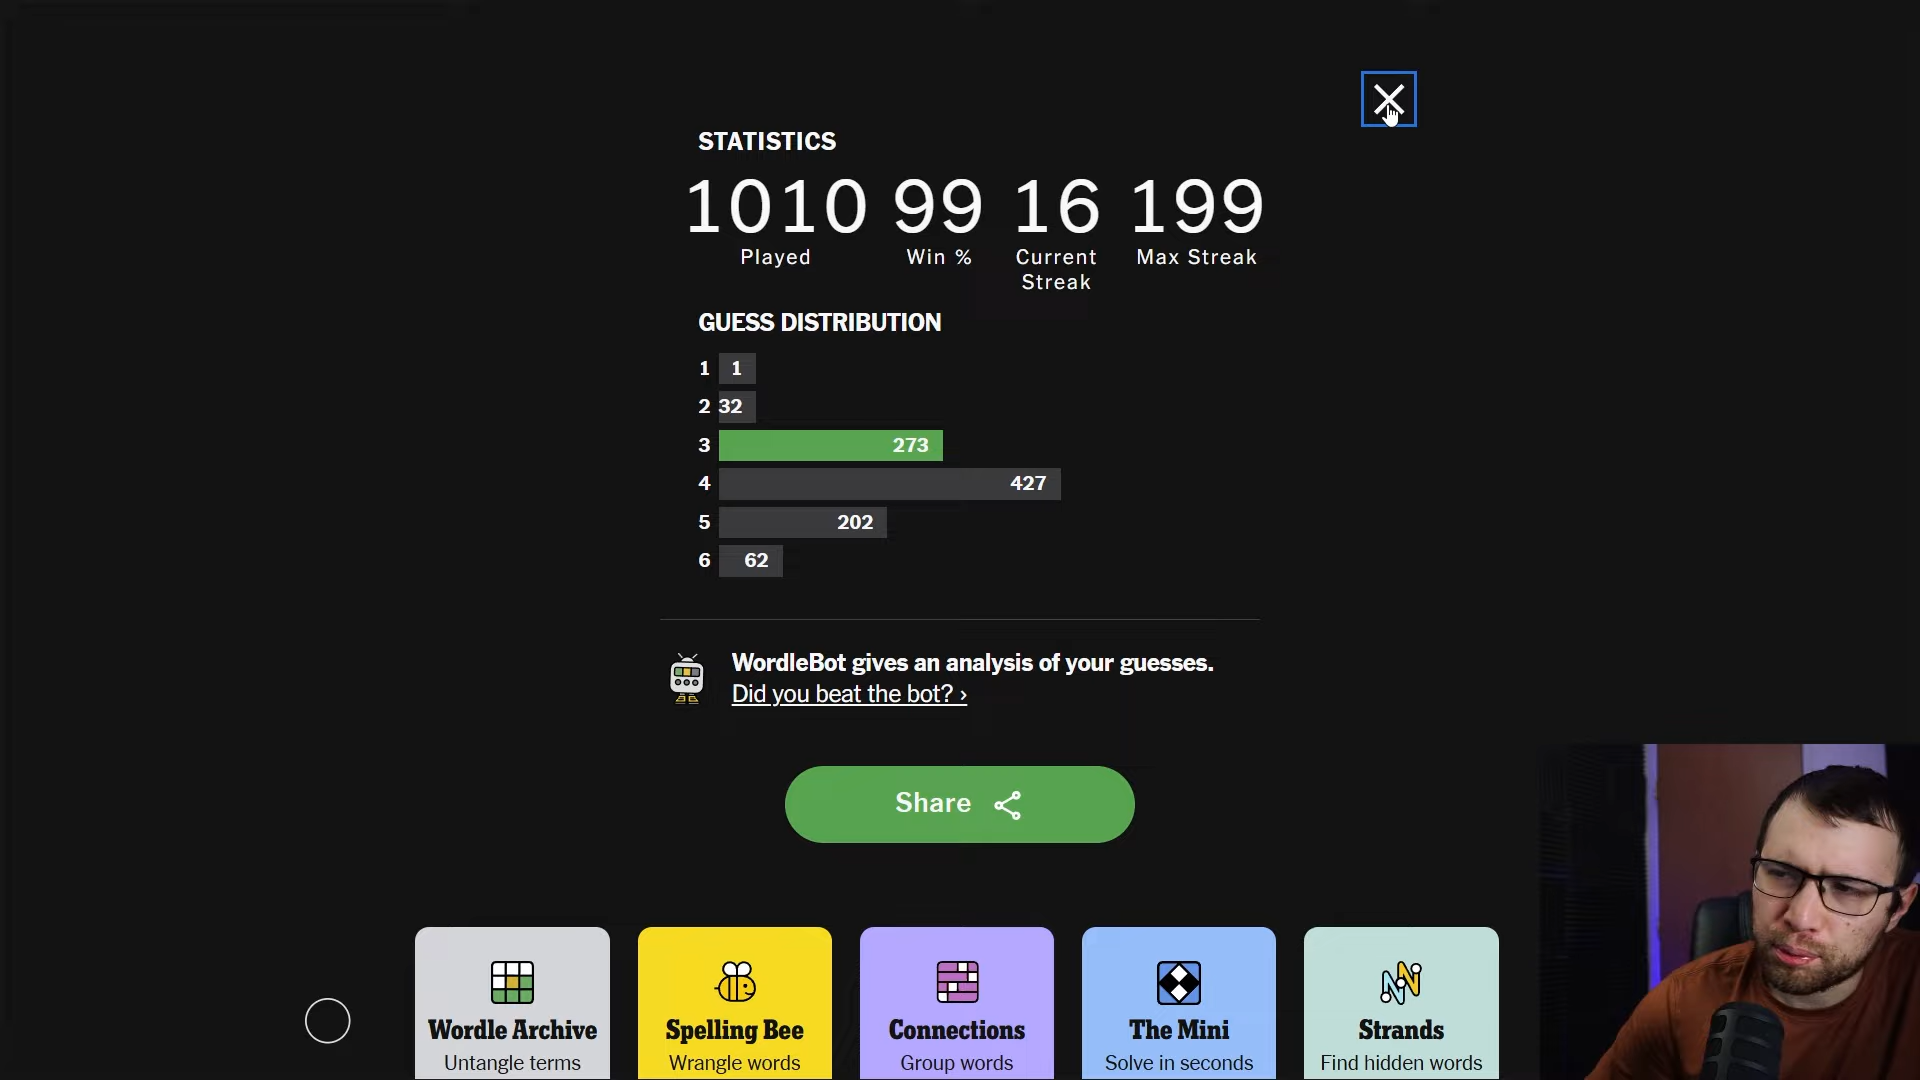 STATISTICS
1010 99 16 199
Played Win % Current Streak Max Streak
GUESS DISTRIBUTION
1 1
2 32
3 273
4 427
5 202
6 62
WordleBot gives an analysis of your guesses.
Did you beat the bot? ›
Share
Wordle Archive
Untangle terms
Spelling Bee
Wrangle words
Connections
Group words
The Mini
Solve in seconds
Strands
Find hidden words